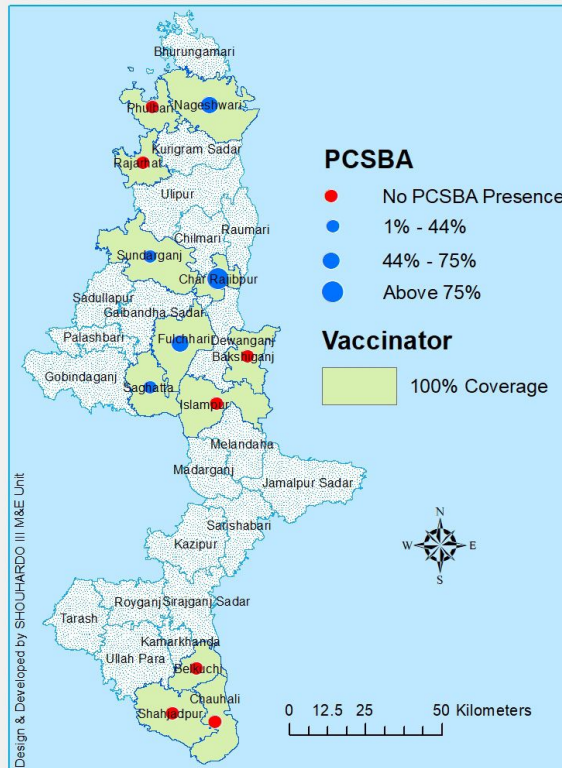 Bhurungamari
Phulbari
Nageshwari
Kurigram Sadar
Rajarhat
Ulipur
Raumari
Chilmari
Sundarganj
Char Rajibpur
Sadullapur
Gaibandha Sadar
Palashbari
Fulchhari
Dewanganj
Bakshiganj
Gobindaganj
Saghatta
Islampur
Melandaha
Madarganj
Jamalpur Sadar
Sarishabari
Kazipur
Royganj
Sirajganj Sadar
Tarash
Kamarkhanda
Ullah Para
Belkuchi
Chauhali
Shahjadpur
PCSBA
No PCSBA Presence
1% - 44%
44% - 75%
Above 75%
Vaccinator
100% Coverage
N
W
E
S
0 12.5 25 50 Kilometers
Design & Developed by SHOUHARDO III M&E Unit